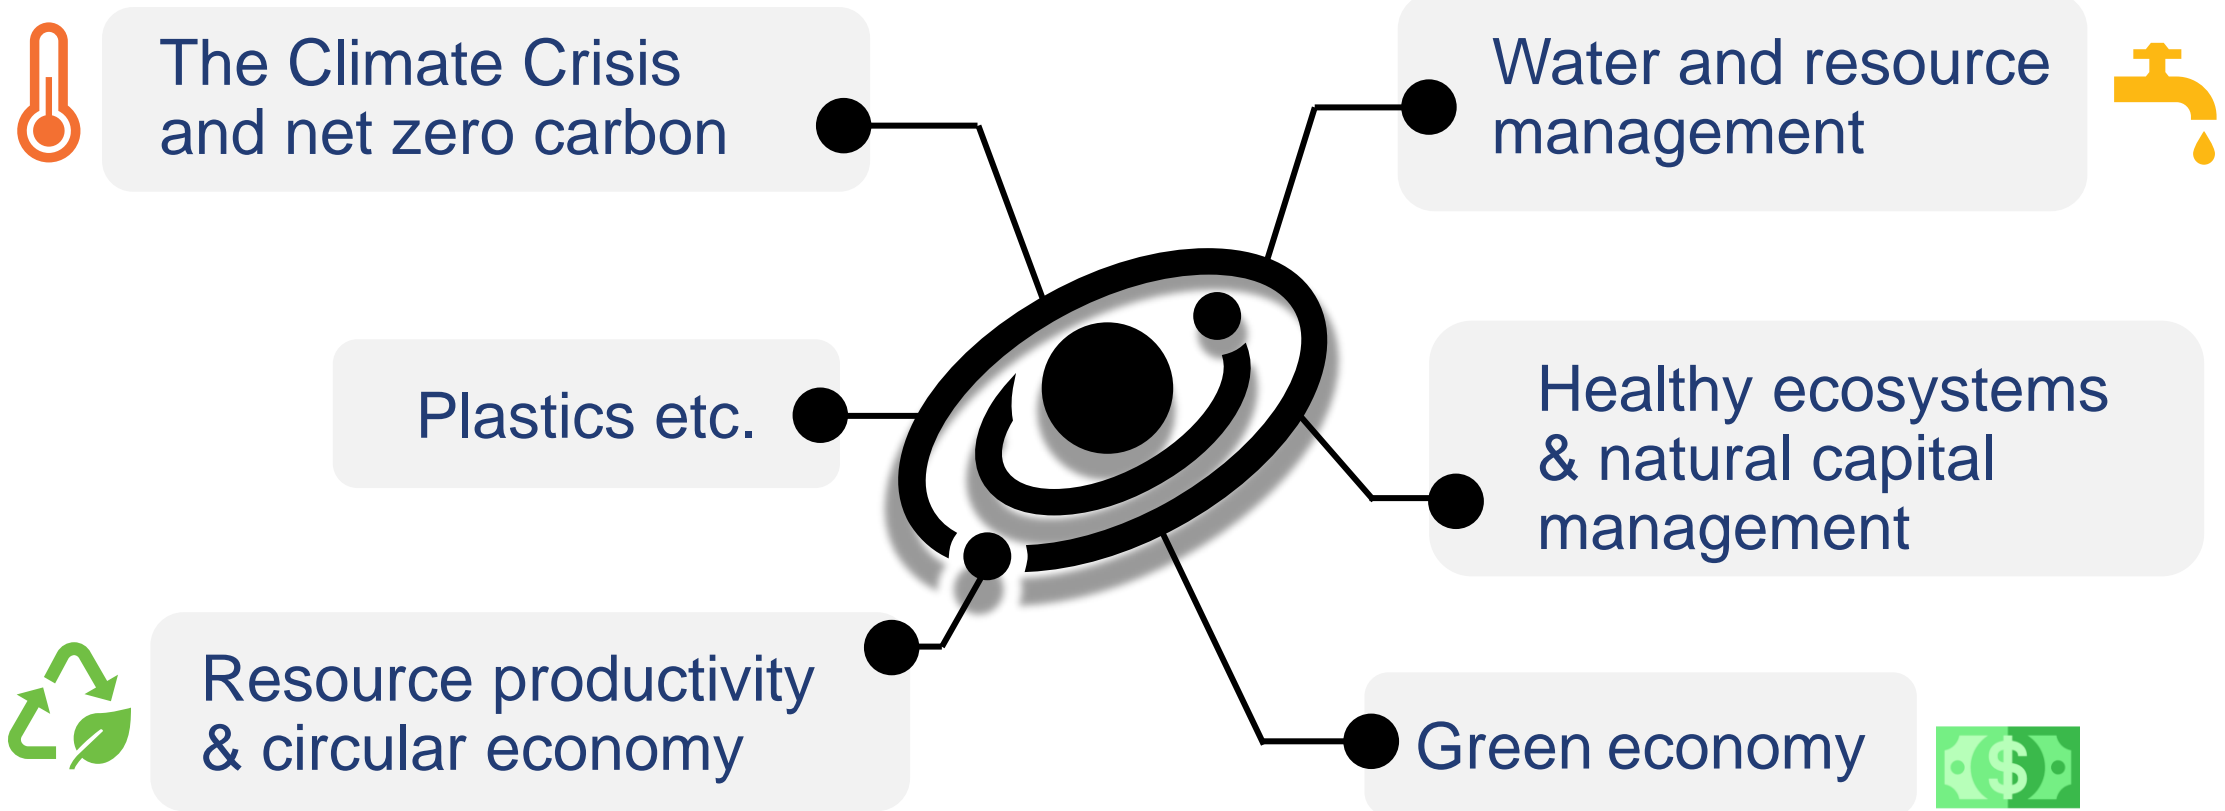 The Climate Crisis
and net zero carbon
Water and resource
management
Plastics etc.
Healthy ecosystems
& natural capital
management
Resource productivity
& circular economy
Green economy
$